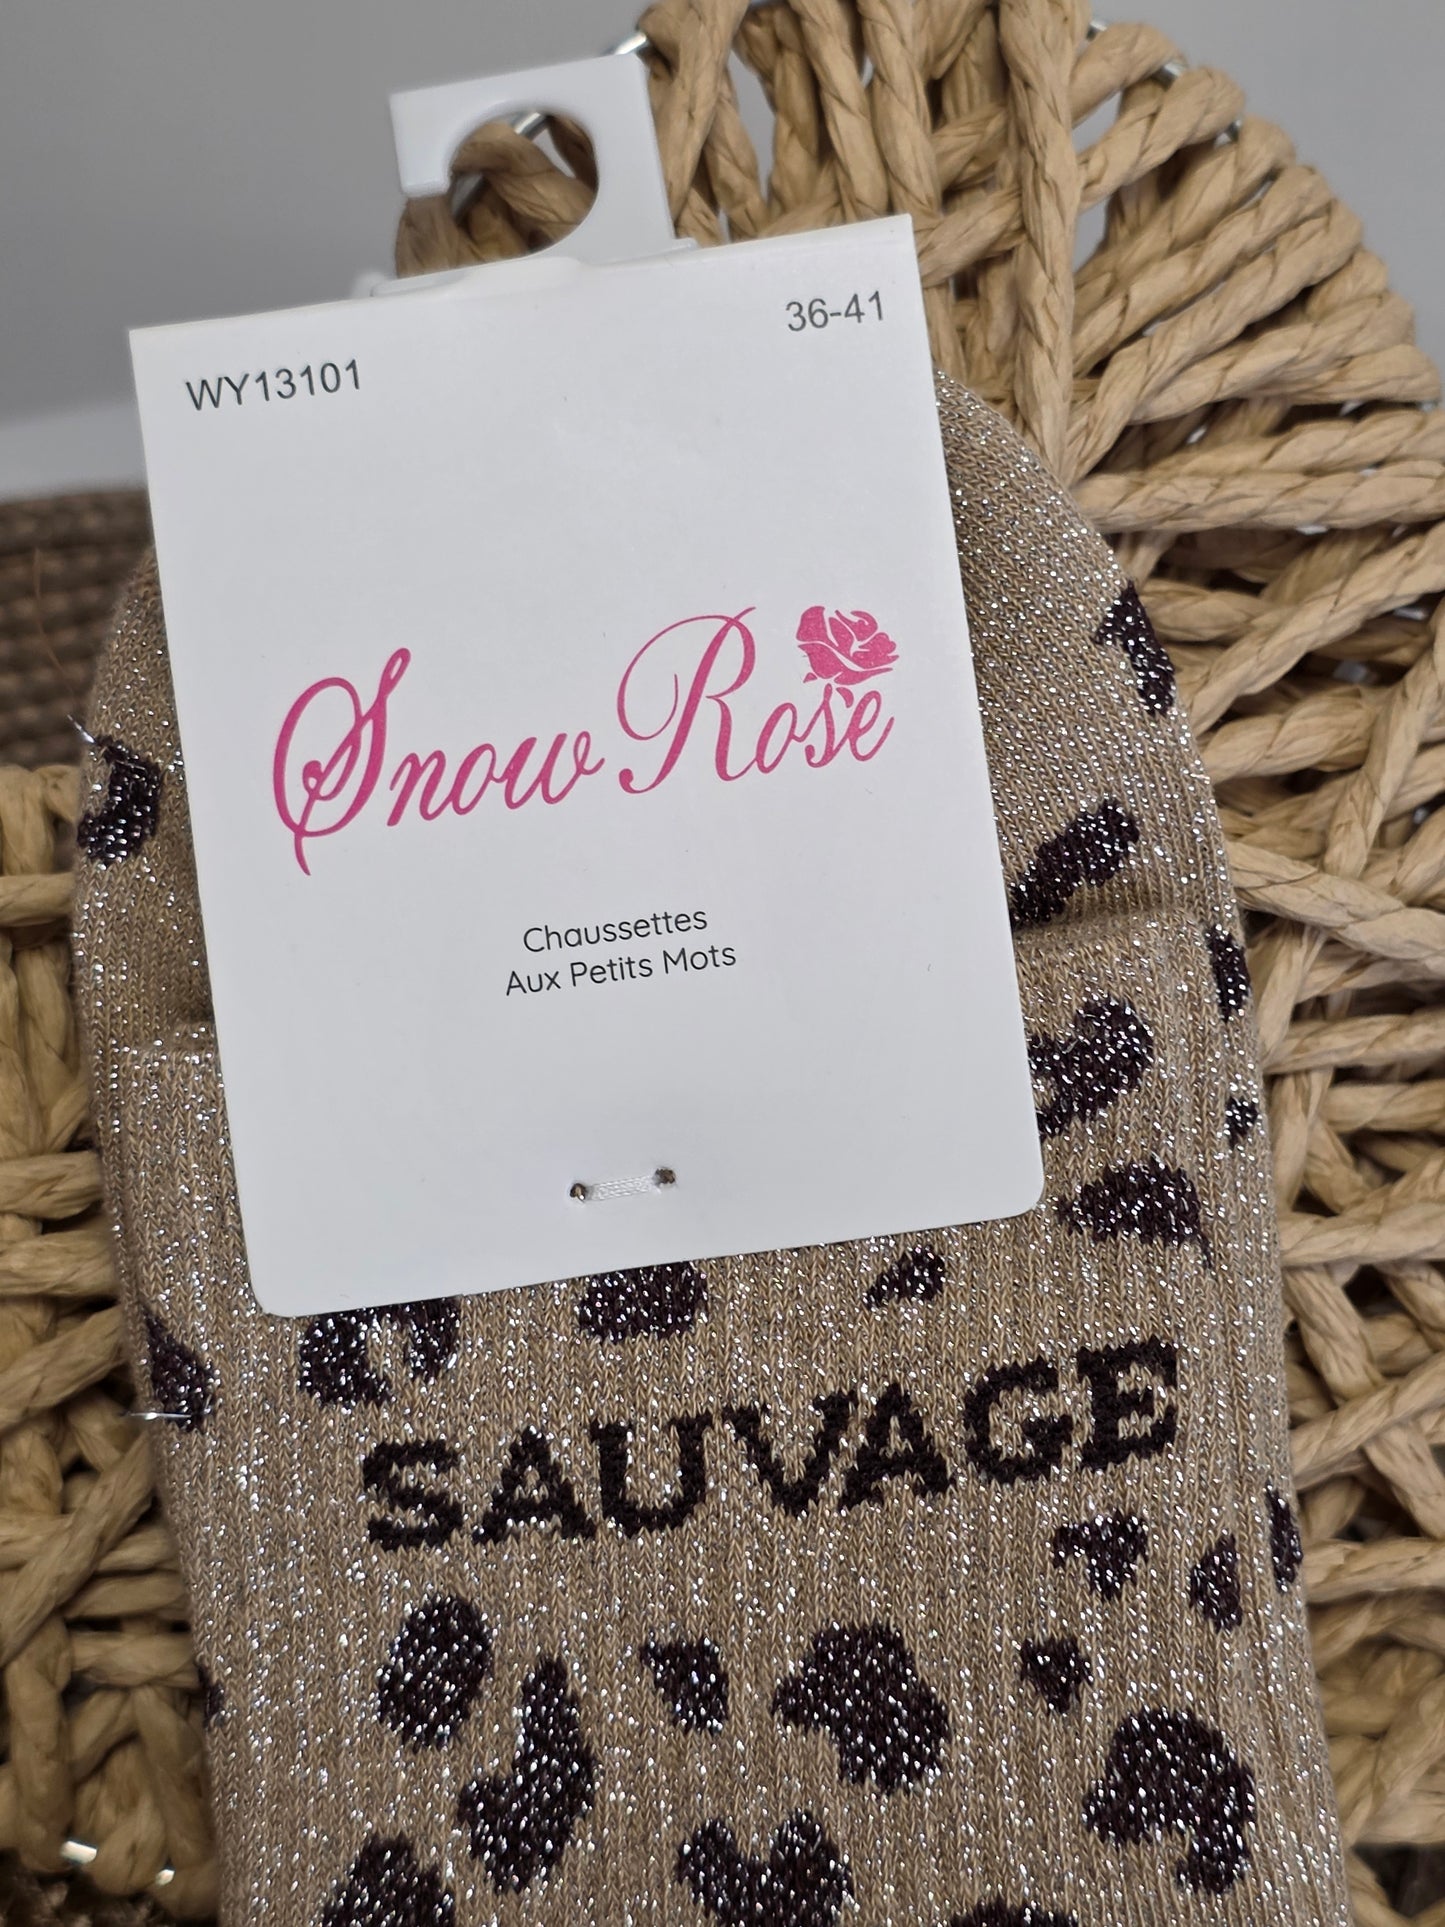 36-41
WY13101
Snow Rose
Chaussettes
Aux Petits Mots
SAUVAGE